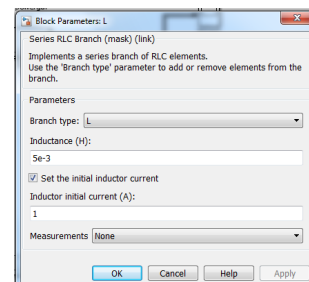 Block Parameters: L
Series RLC Branch (mask) (link)
Implements a series branch of RLC elements.
Use the 'Branch type' parameter to add or remove elements from the
branch.
Parameters
Branch type: L
Inductance (H):
5e-3
Set the initial inductor current
Inductor initial current (A):
1
Measurements None
OK Cancel Help Apply